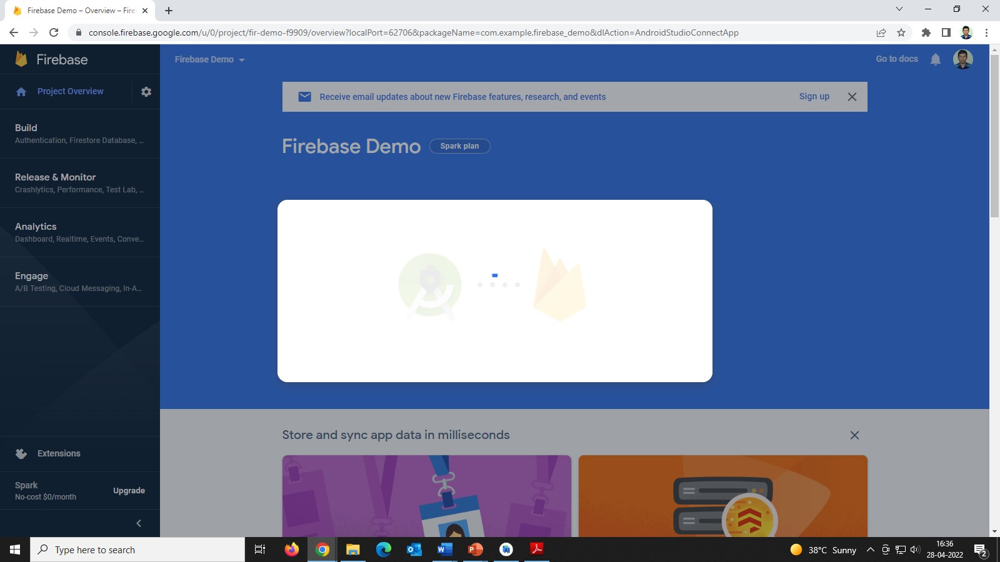 Firebase Demo – Overview – Fire
console.firebase.google.com/u/0/project/fir-demo-f9909/overview?localPort=62706&packageName=com.example.firebase_demo&dlAction=AndroidStudioConnectApp
Firebase
Firebase Demo
Go to docs
Project Overview
Receive email updates about new Firebase features, research, and events
Sign up
Build
Authentication, Firestore Database, ...
Firebase Demo
Spark plan
Release & Monitor
Crashlytics, Performance, Test Lab, ...
Analytics
Dashboard, Realtime, Events, Conve...
Engage
A/B Testing, Cloud Messaging, In-A...
Store and sync app data in milliseconds
Extensions
Spark
No-cost $0/month
Upgrade
Type here to search
38°C Sunny
16:36
28-04-2022
2